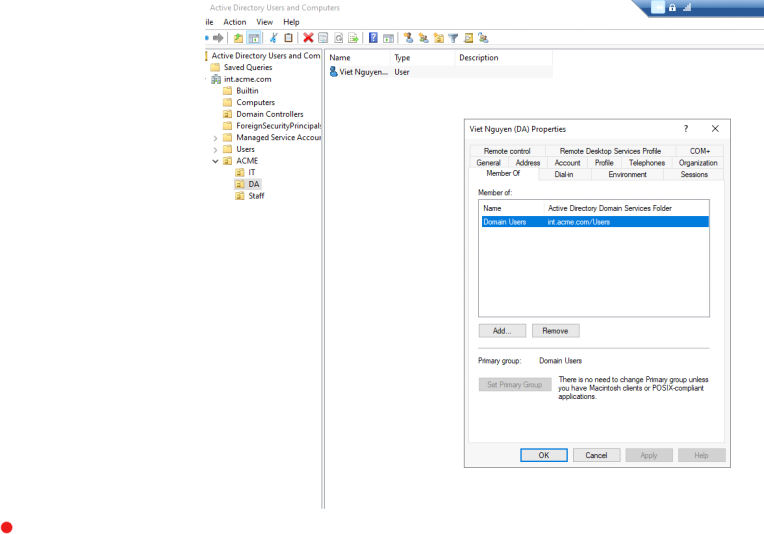 Active Directory Users and Computers
ile Action View Help
Active Directory Users and Com
Saved Queries
int.acme.com
Builtin
Computers
Domain Controllers
ForeignSecurityPrincipals
Managed Service Accour
Users
ACME
IT
DA
Staff
Name Type Description
Viet Nguyen... User
Viet Nguyen (DA) Properties
Remote control Remote Desktop Services Profile COM+
General Address Account Profile Telephones Organization
Member Of Dial-in Environment Sessions
Member of:
Name Active Directory Domain Services Folder
Domain Users int.acme.com/Users
Add... Remove
Primary group: Domain Users
Set Primary Group
There is no need to change Primary group unless
you have Macintosh clients or POSIX-compliant
applications.
OK Cancel Apply Help